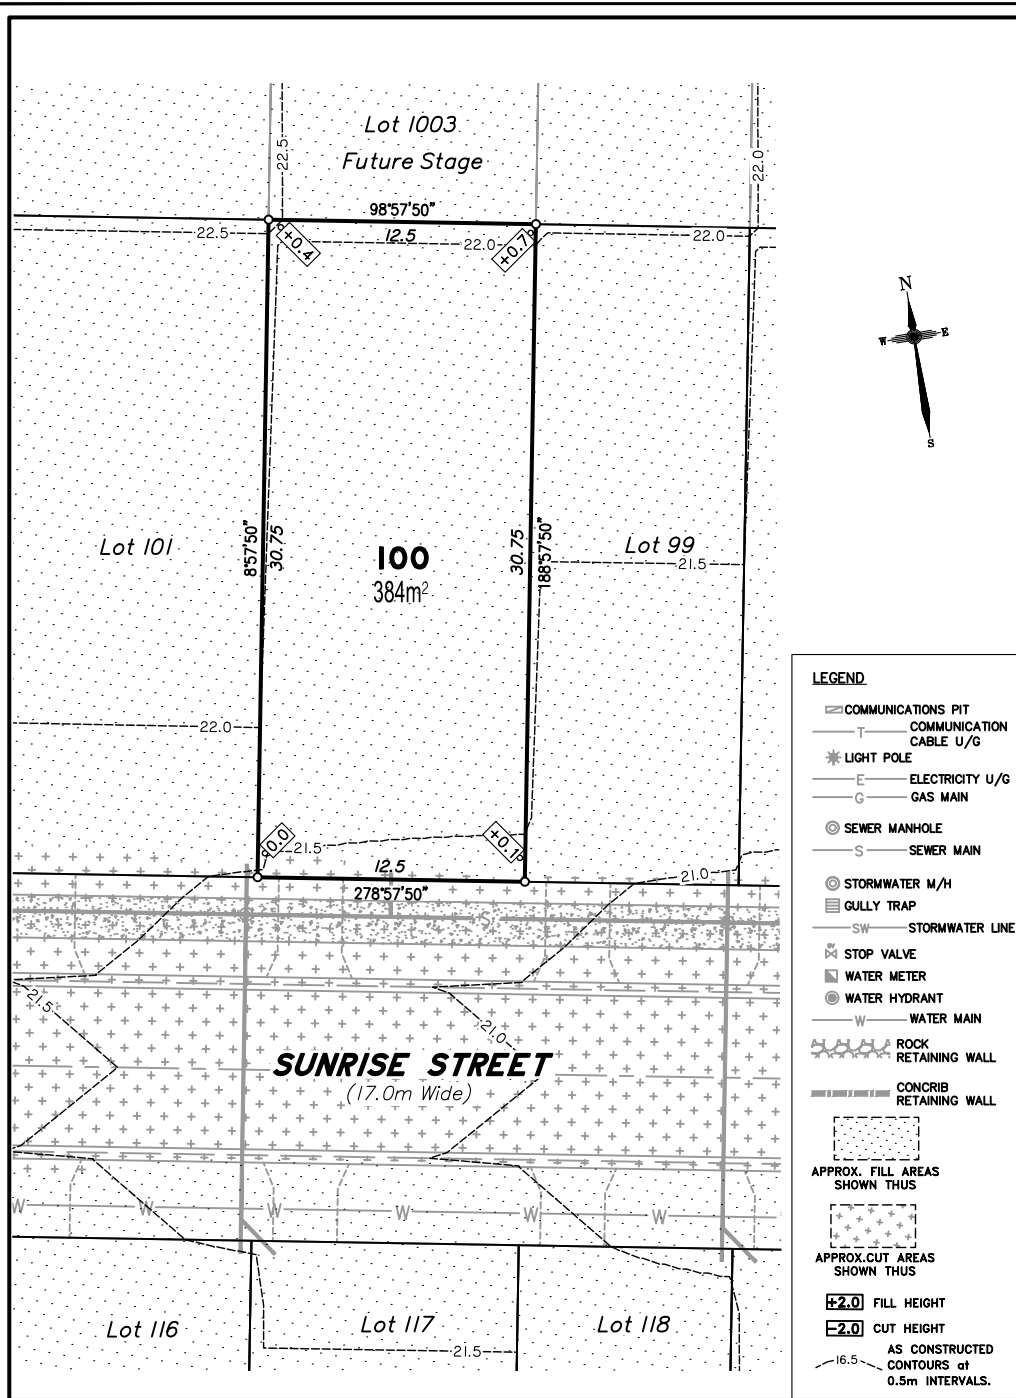 Lot 1003
Future Stage
22.5
22.0
98°57'50"
12.5
22.5
+0.4
22.0
+0.7
22.0
N
W
E
S
Lot 101
8°57'50"
30.75
100
384m²
30.75
188°57'50"
Lot 99
21.5
22.0
0.0
21.5
+0.1
12.5
278°57'50"
21.0
S
21.5
21.0
SUNRISE STREET
(17.0m Wide)
W W W W W W
Lot 116
Lot 117
Lot 118
21.5
LEGEND
COMMUNICATIONS PIT
T COMMUNICATION
CABLE U/G
LIGHT POLE
E ELECTRICITY U/G
G GAS MAIN
SEWER MANHOLE
S SEWER MAIN
STORMWATER M/H
GULLY TRAP
SW STORMWATER LINE
SV
STOP VALVE
WATER METER
WATER HYDRANT
W WATER MAIN
ROCK
RETAINING WALL
CONCRIB
RETAINING WALL
APPROX. FILL AREAS
SHOWN THUS
APPROX.CUT AREAS
SHOWN THUS
+2.0 FILL HEIGHT
-2.0 CUT HEIGHT
AS CONSTRUCTED
16.5 CONTOURS at
0.5m INTERVALS.